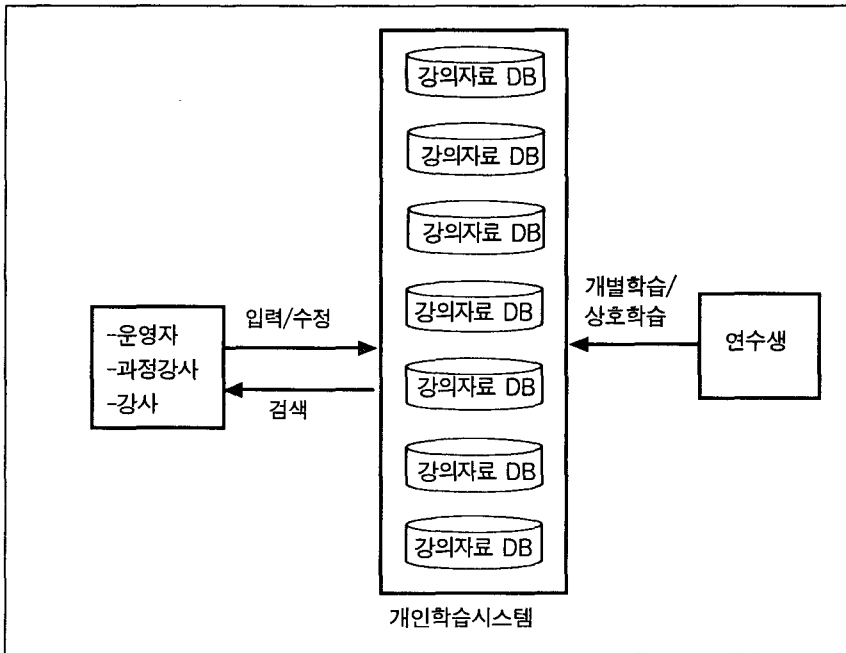 강의자료 DB
강의자료 DB
강의자료 DB
강의자료 DB
강의자료 DB
강의자료 DB
강의자료 DB
-운영자
-과정강사
-강사
입력/수정
검색
개별학습/
상호학습
연수생
개인학습시스템